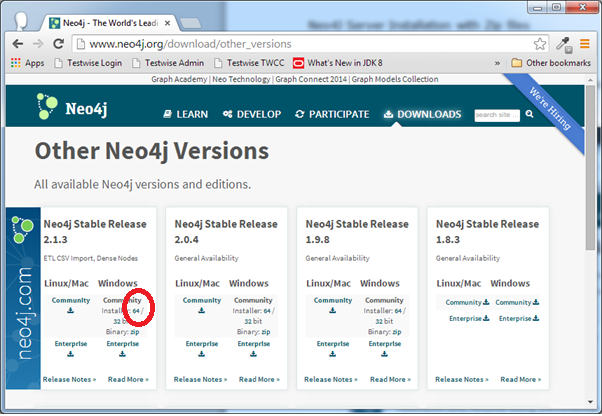 Neo4j Server Installation with Zip files
Neo4j - The World's Leadi
www.neo4j.org/download/other_versions
Testwise Login
Testwise Admin
Testwise TWCC
What's New in JDK 8
»
Other bookmarks
Graph Academy | Neo Technology | Graph Connect 2014 | Graph Models Collection
Neo4j
LEARN
DEVELOP
PARTICIPATE
DOWNLOADS
search site ...
We're Hiring
Other Neo4j Versions
All available Neo4j versions and editions.
neo4j.com
Neo4j Stable Release
2.1.3
ETL CSV Import, Dense Nodes
Linux/Mac Windows
Community
Community
Installer: 64 /
32 bit
Binary: zip
Enterprise
Enterprise
Release Notes »
Read More »
Neo4j Stable Release
2.0.4
General Availability
Linux/Mac Windows
Community
Community
Installer: 64 /
32 bit
Binary: zip
Enterprise
Enterprise
Release Notes »
Read More »
Neo4j Stable Release
1.9.8
General Availability
Linux/Mac Windows
Community
Community
Installer: 64 /
32 bit
Binary: zip
Enterprise
Enterprise
Release Notes »
Read More »
Neo4j Stable Release
1.8.3
General Availability
Linux/Mac Windows
Community
Community
Enterprise
Enterprise
Release Notes »
Read More »